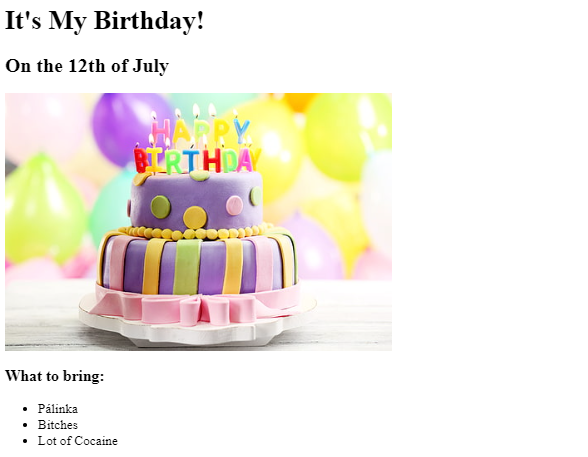 It's My Birthday!
On the 12th of July
HAPPY
BIRTHDAY
What to bring:
Pálinka
Bitches
Lot of Cocaine